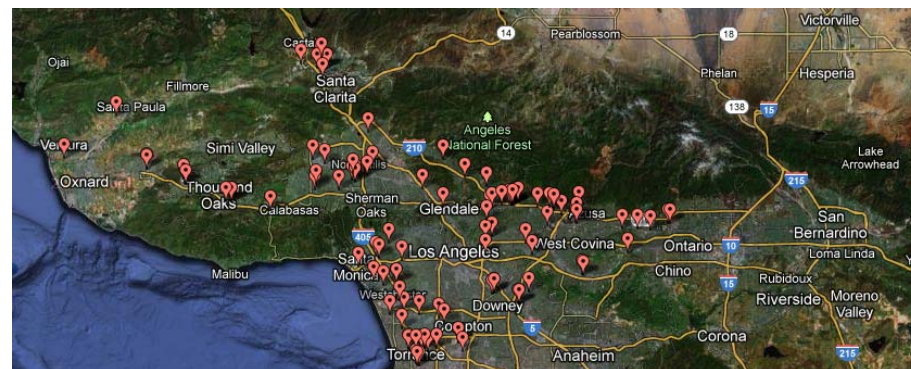 Victorville
14
18
Pearblossom
Ojai
Phelan
Hesperia
Santa
Clarita
Fillmore
Santa Paula
138
15
Angeles
National Forest
Ventura
Simi Valley
210
Lake
Arrowhead
215
Oxnard
Thousand
Oaks
Calabasas
Sherman
Oaks
Glendale
San
Bernardino
405
Los Angeles
West Covina
Ontario
10
Loma Linda
Malibu
Santa
Monica
Chino
15
Rubidoux
Riverside
Moreno
Valley
Downey
Compton
5
Corona
Torrance
Anaheim
215